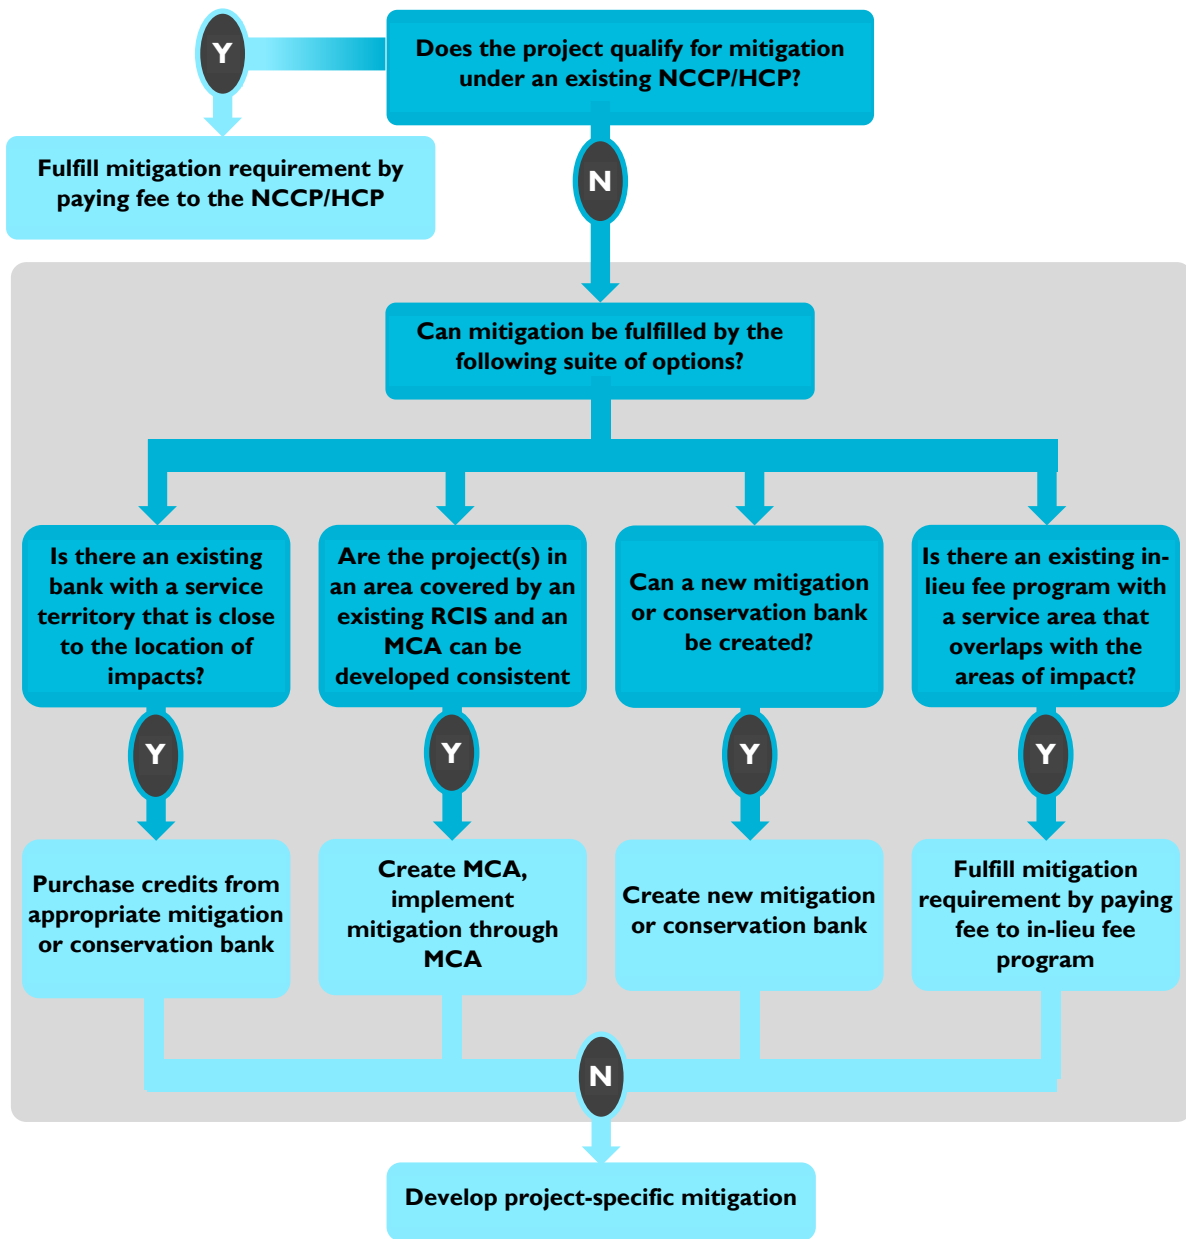 Y
Does the project qualify for mitigation
under an existing NCCP/HCP?
Fulfill mitigation requirement by
paying fee to the NCCP/HCP
N
Can mitigation be fulfilled by the
following suite of options?
Is there an existing
bank with a service
territory that is close
to the location of
impacts?
Are the project(s) in
an area covered by an
existing RCIS and an
MCA can be
developed consistent
Can a new mitigation
or conservation bank
be created?
Is there an existing in-
lieu fee program with
a service area that
overlaps with the
areas of impact?
Y
Y
Y
Y
Purchase credits from
appropriate mitigation
or conservation bank
Create MCA,
implement
mitigation through
MCA
Create new mitigation
or conservation bank
Fulfill mitigation
requirement by paying
fee to in-lieu fee
program
N
Develop project-specific mitigation